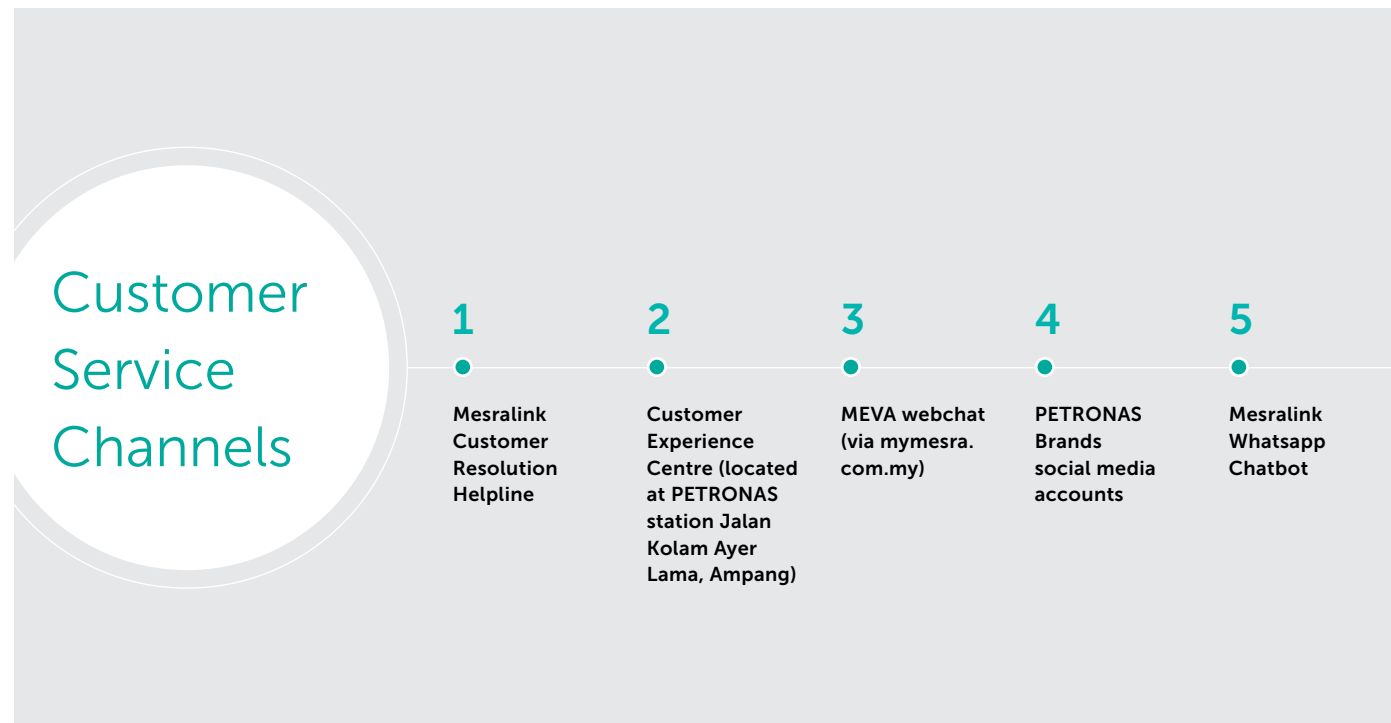 Customer
Service
Channels
1
Mesralink
Customer
Resolution
Helpline
2
Customer
Experience
Centre (located
at PETRONAS
station Jalan
Kolam Ayer
Lama, Ampang)
3
MEVA webchat
(via mymesra.
com.my)
4
PETRONAS
Brands
social media
accounts
5
Mesralink
Whatsapp
Chatbot